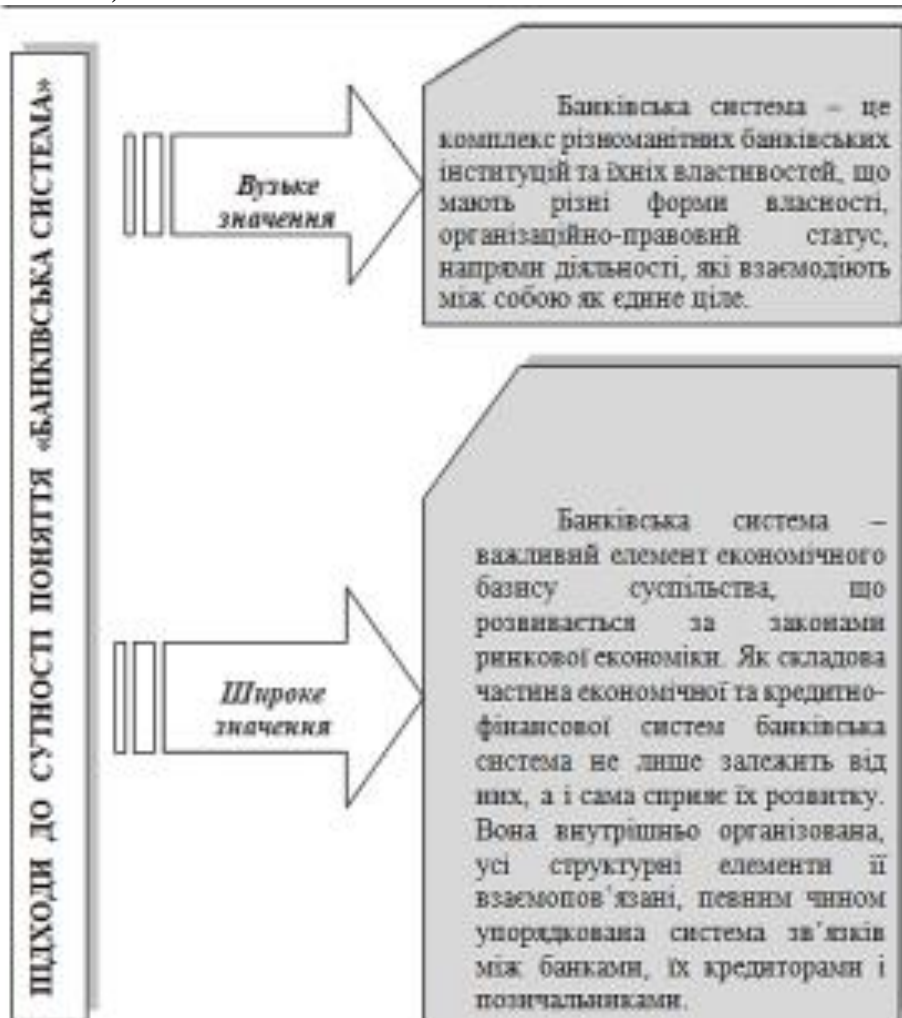 ПІДХОДИ ДО СУТНОСТІ ПОНЯТТЯ «БАНКІВСЬКА СИСТЕМА»
Вузьке
значення
Банківська система – це
комплекс різноманітних банківських
інституцій та їхніх властивостей, що
мають різні форми власності,
організаційно-правовий статус,
напрями діяльності, які взаємодіють
між собою як єдине ціле.
Широке
значення
Банківська система –
важливий елемент економічного
базису суспільства, що
розвивається за законами
ринкової економіки. Як складова
частина економічної та кредитно-
фінансової систем банківська
система не лише залежить від
них, а і сама сприяє їх розвитку.
Вона внутрішньо організована,
усі структурні елементи її
взаємопов’язані, певним чином
упорядкована система зв’язків
між банками, їх кредиторами і
позичальниками.